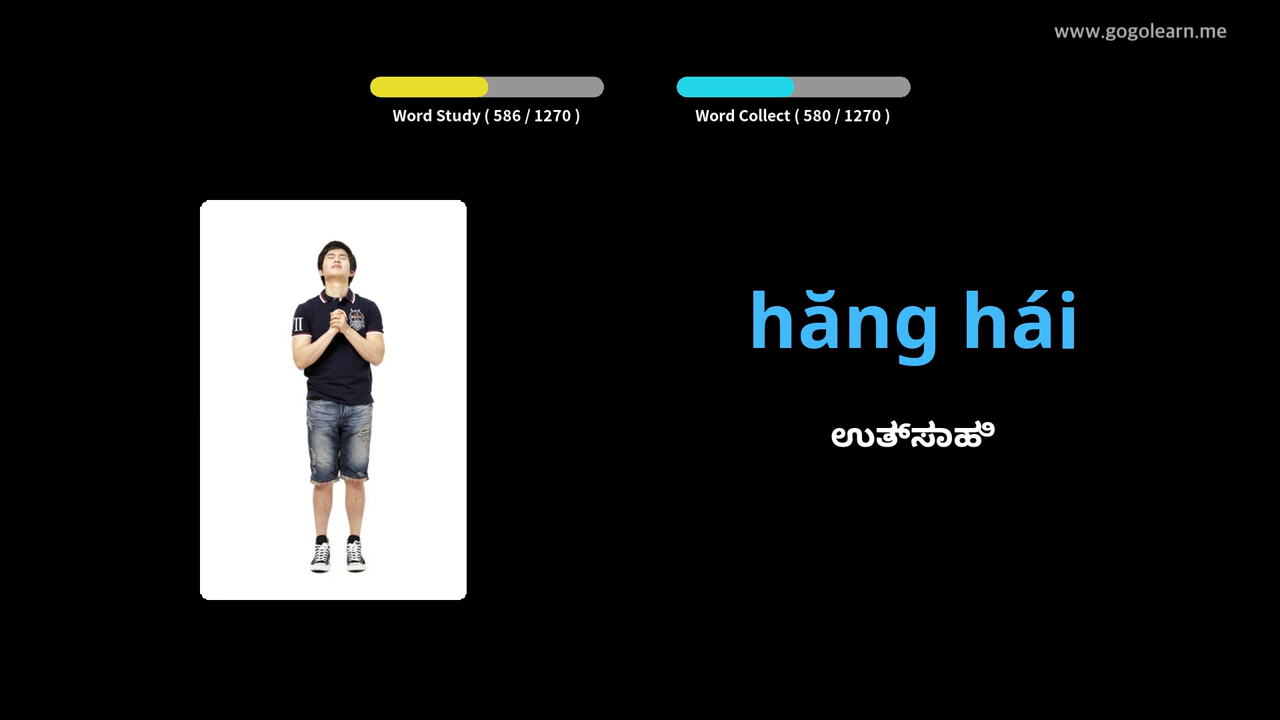 www.gogolearn.me
Word Study ( 586 / 1270 )
Word Collect ( 580 / 1270 )
hăng hái
ಉತ್ಸಾಹಿ